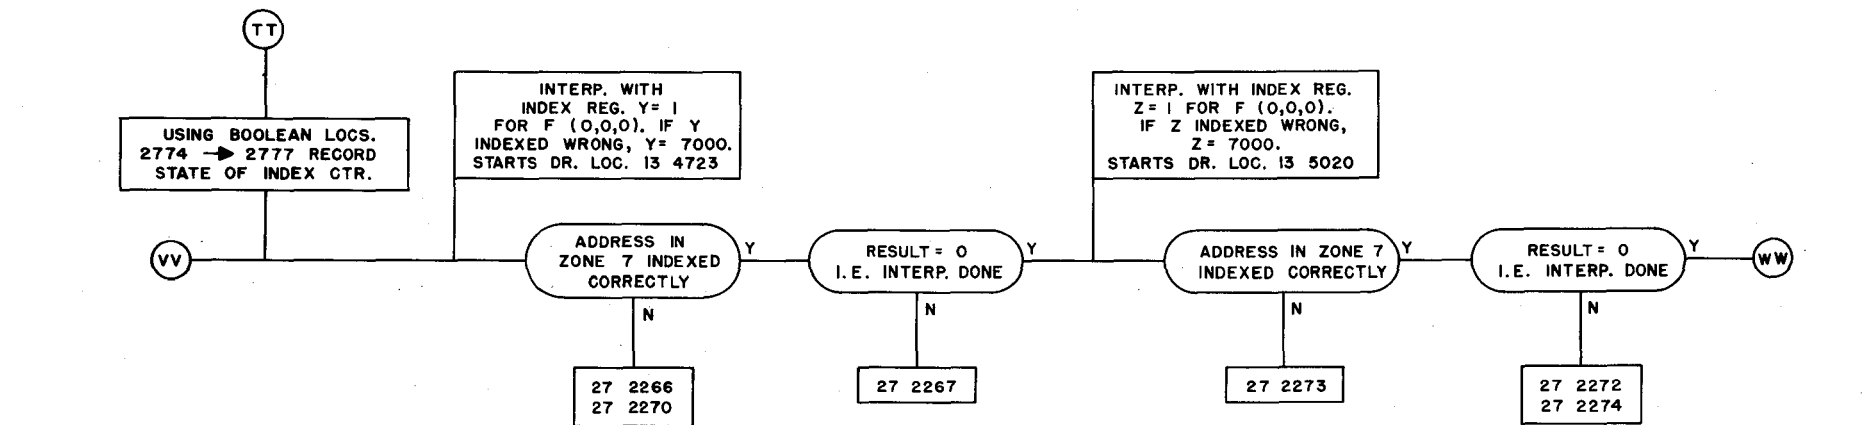 TT
USING BOOLEAN LOCS.
2774 → 2777 RECORD
STATE OF INDEX CTR.
VV
INTERP. WITH
INDEX REG. Y= 1
FOR F (0,0,0). IF Y
INDEXED WRONG, Y= 7000.
STARTS DR. LOC. 13 4723
ADDRESS IN
ZONE 7 INDEXED
CORRECTLY
Y
N
27 2266
27 2270
RESULT= 0
I.E. INTERP. DONE
Y
N
27 2267
INTERP. WITH INDEX REG.
Z= 1 FOR F (0,0,0).
IF Z INDEXED WRONG,
Z= 7000.
STARTS DR. LOC. 13 5020
ADDRESS IN ZONE 7
INDEXED CORRECTLY
Y
N
27 2273
RESULT= 0
I.E. INTERP. DONE
Y
N
27 2272
27 2274
WW